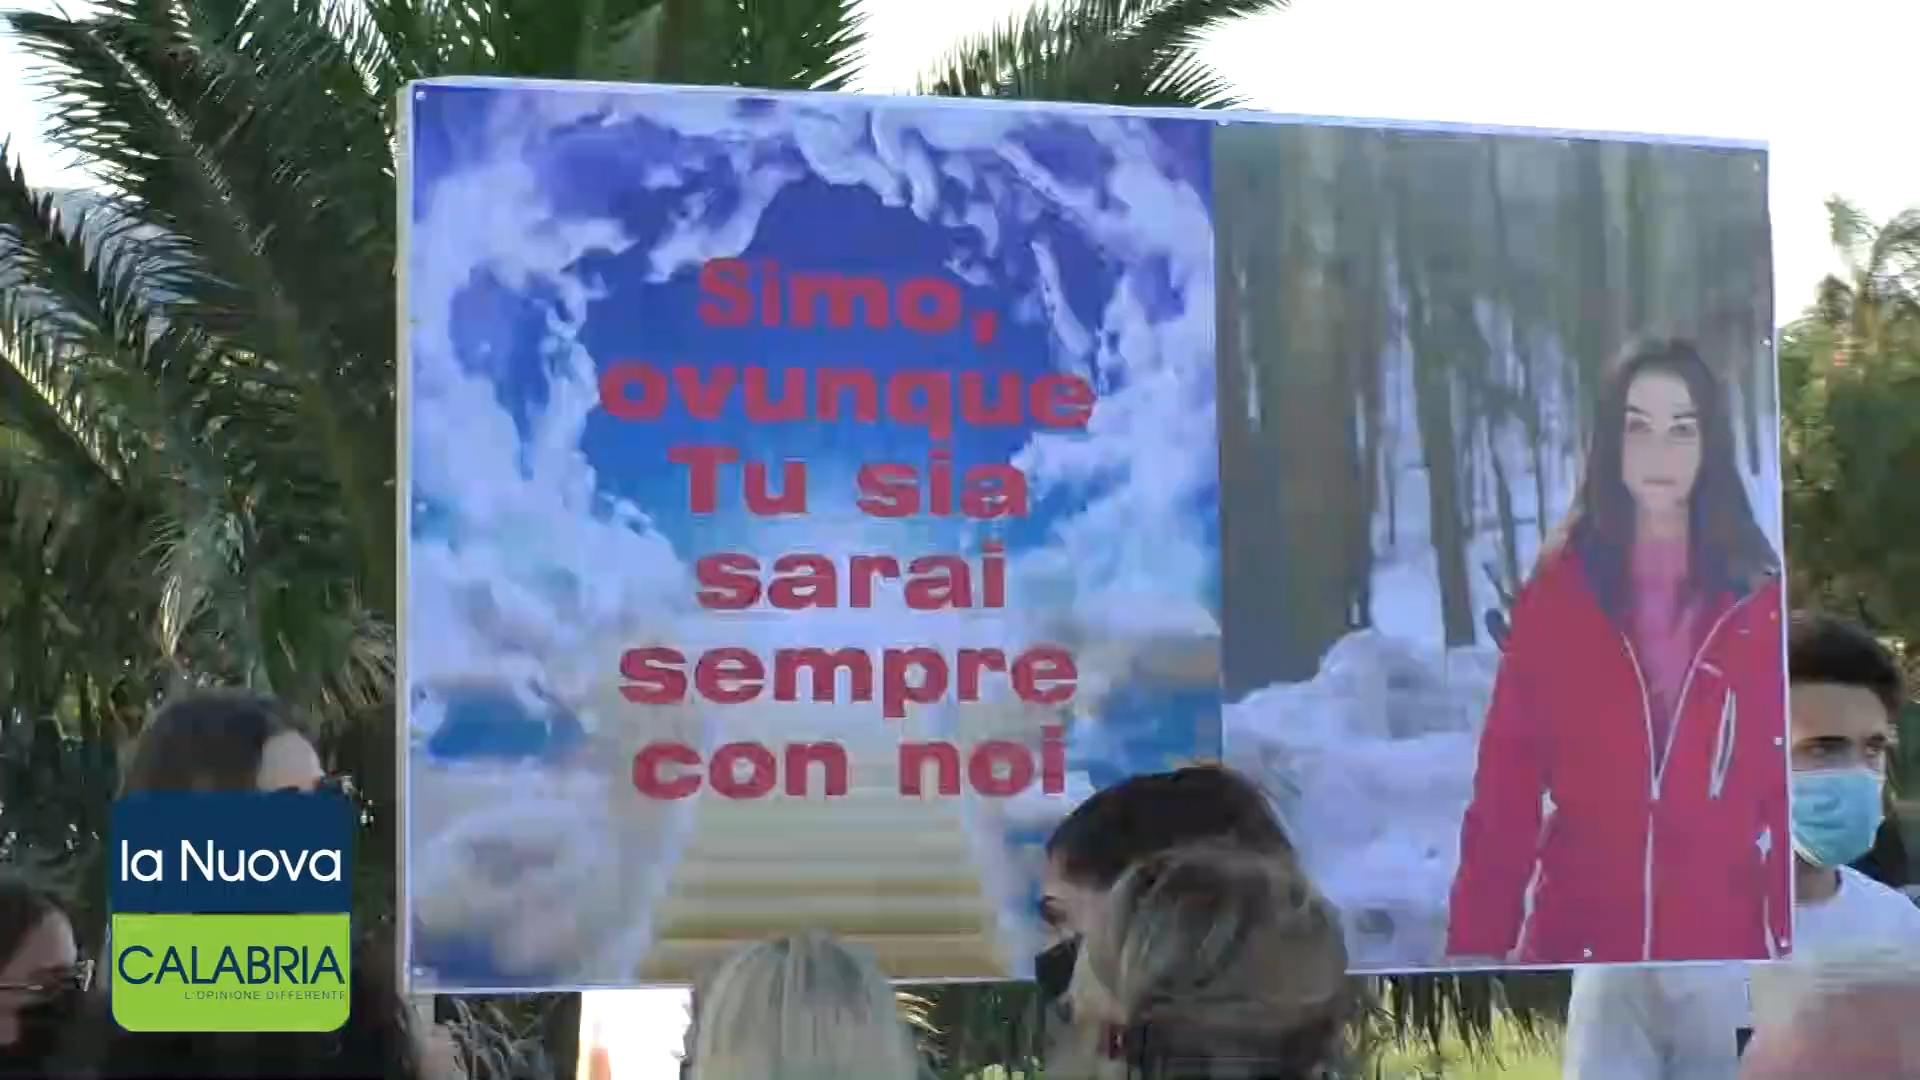 Simo,
ovunque
Tu sia
sarai
sempre
con noi
la Nuova
CALABRIA
L'OPINIONE DIFFERENTE